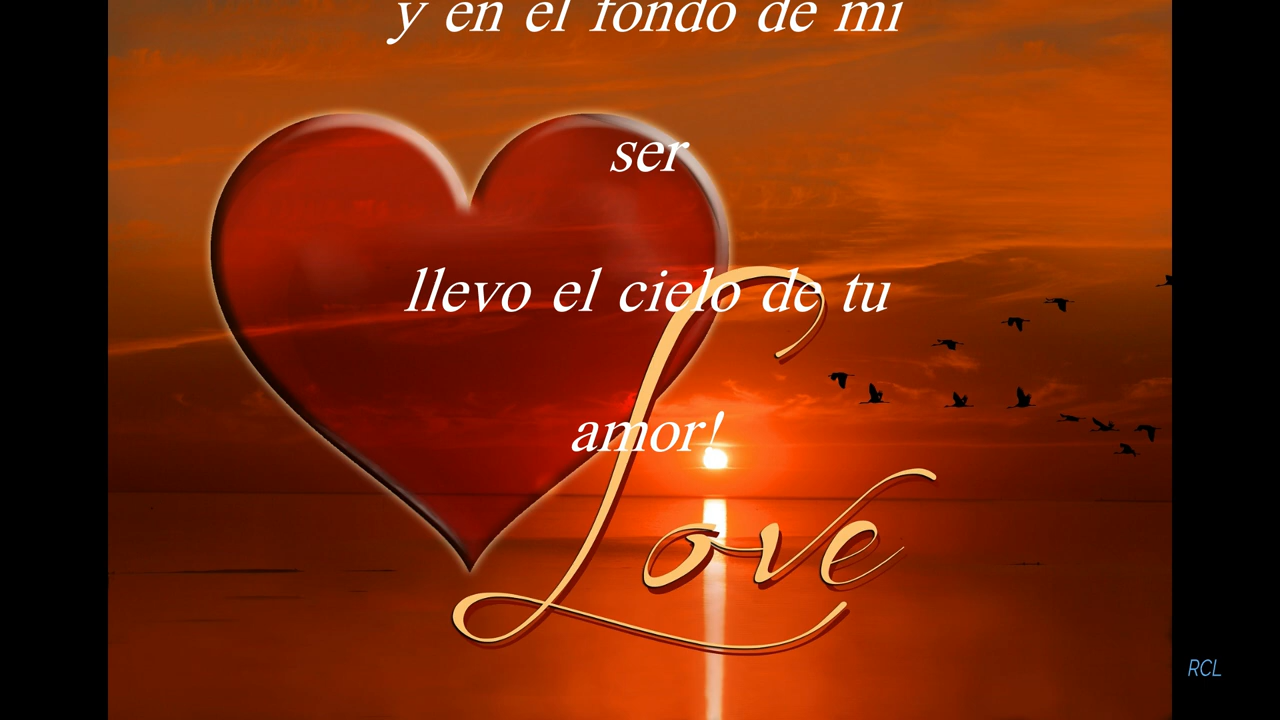 y en el fondo de mi
ser
llevo el cielo de tu
amor!
Love
RCL